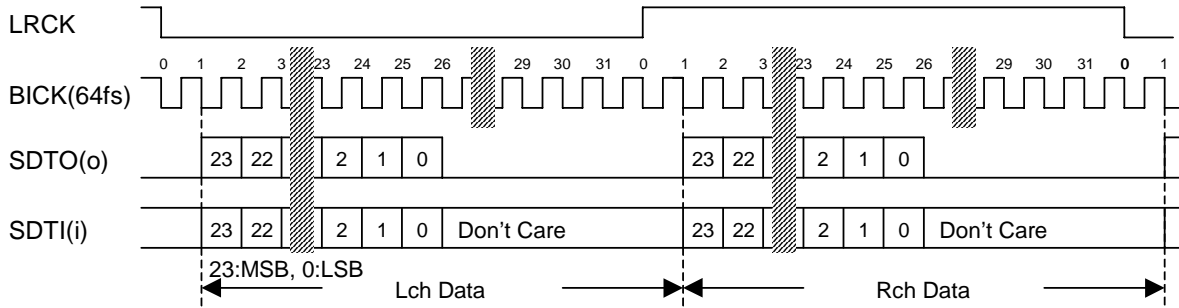 LRCK
0 1 2 3 23 24 25 26 29 30 31 0 1 2 3 23 24 25 26 29 30 31 0 1
BICK(64fs)
SDTO(o) 23 22 2 1 0 23 22 2 1 0
SDTI(i) 23 22 2 1 0 Don't Care 23 22 2 1 0 Don't Care
23:MSB, 0:LSB
Lch Data Rch Data